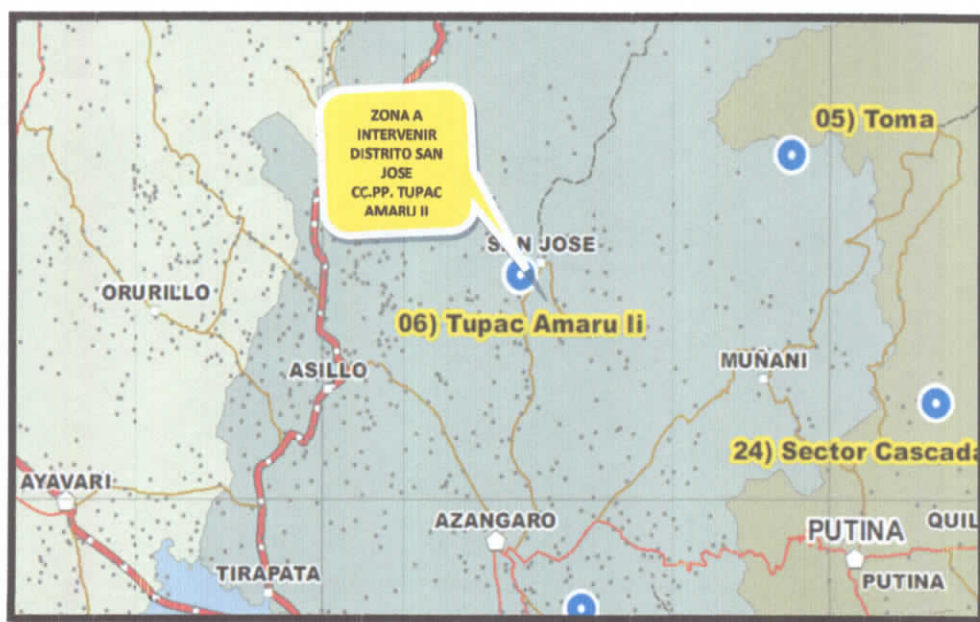 ZONA A
INTERVENIR
DISTRITO SAN
JOSE
CC.PP. TUPAC
AMARU II
05) Toma
SAN JOSE
ORURILLO
06) Tupac Amaru Ii
MUÑANI
ASILLO
24) Sector Cascada
AYAVARI
AZANGARO
PUTINA
QUIL
TIRAPATA
PUTINA